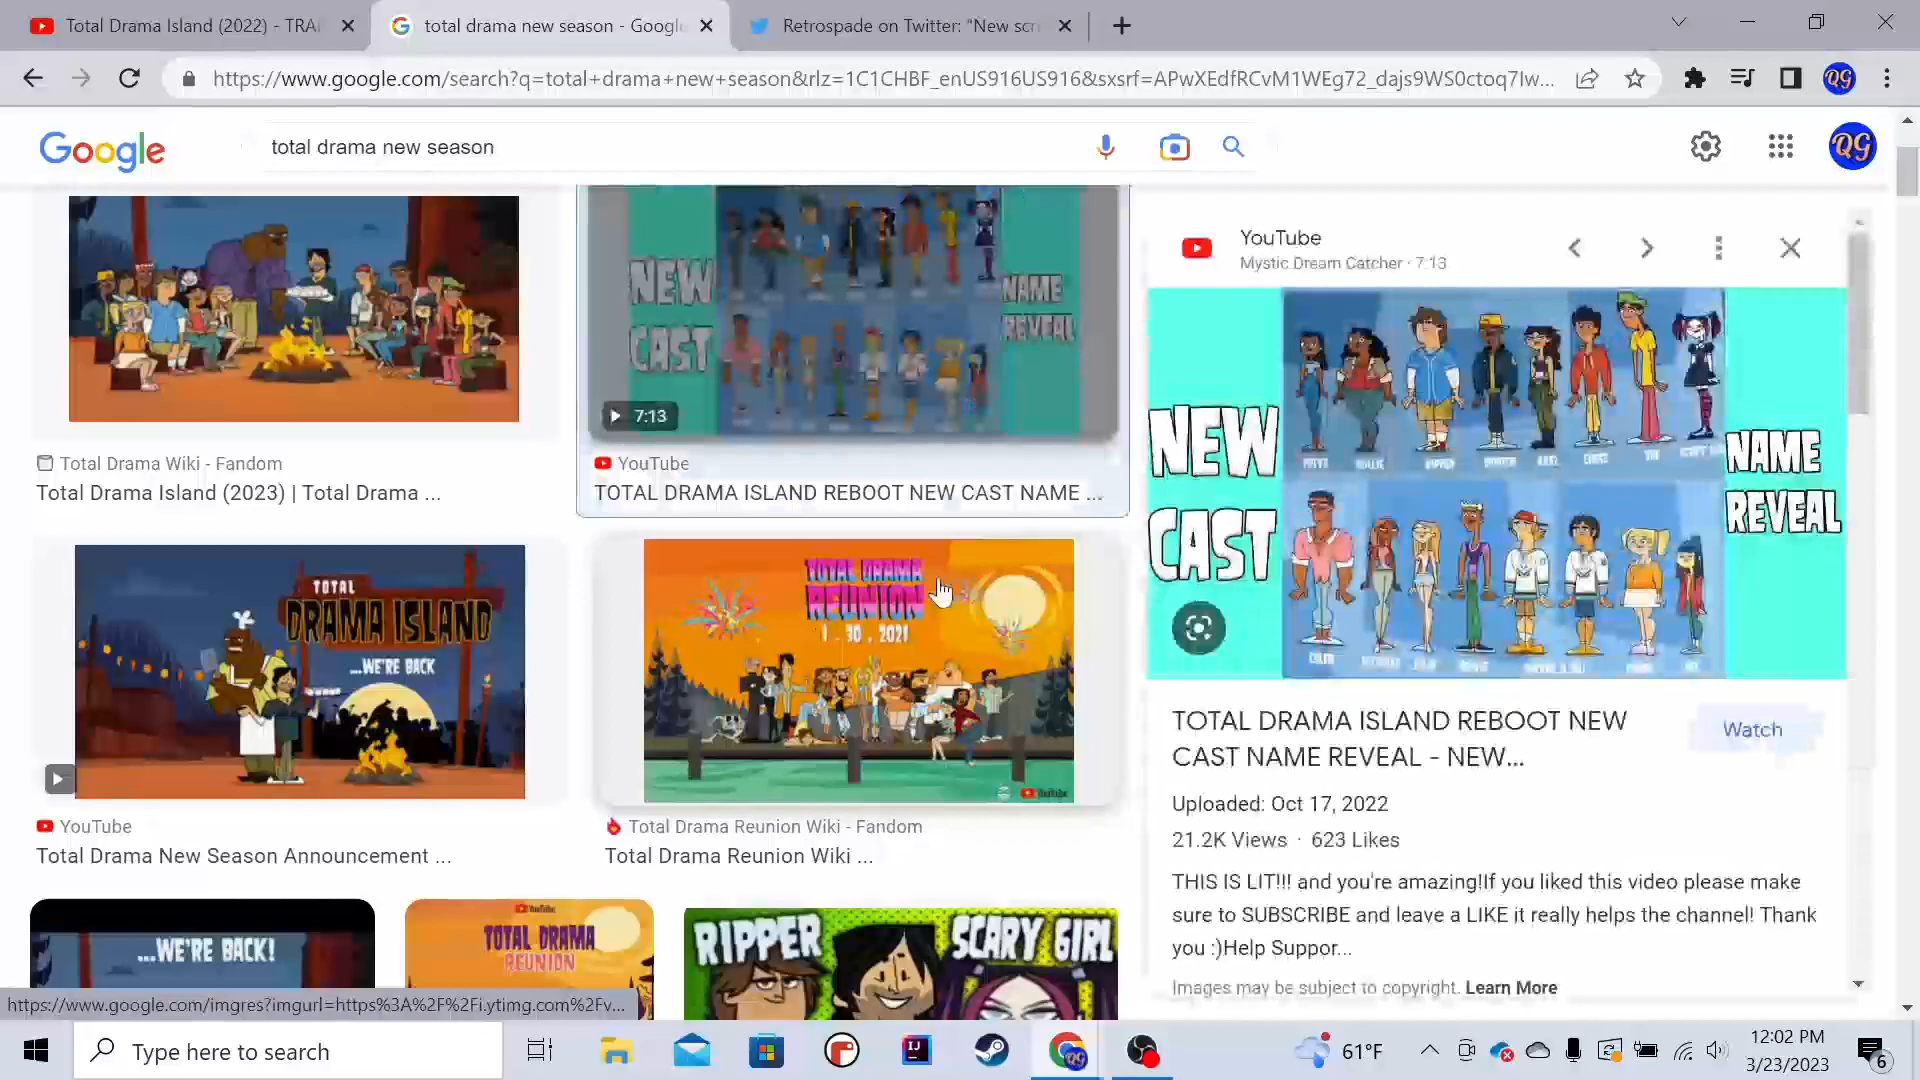 Total Drama Island (2022) - TRAI
total drama new season - Google
Retrospade on Twitter: "New scr
https://www.google.com/search?q=total+drama+new+season&rlz=1C1CHBF_enUS916US916&sxsrf=APwXEdfRCvM1WEg72_dajs9WS0ctoq7Iw...
QG
Google
total drama new season
QG
NEW
CAST
NAME
REVEAL
7:13
Total Drama Wiki - Fandom
Total Drama Island (2023) | Total Drama ...
YouTube
TOTAL DRAMA ISLAND REBOOT NEW CAST NAME ...
TOTAL
DRAMA ISLAND
...WE'RE BACK
YouTube
Total Drama New Season Announcement ...
TOTAL DRAMA
REUNION
1 - 30 , 2021
YouTube
Total Drama Reunion Wiki - Fandom
Total Drama Reunion Wiki ...
...WE'RE BACK!
YouTube
TOTAL DRAMA
REUNION
RIPPER
SCARY GIRL
YouTube
Mystic Dream Catcher · 7:13
NEW
CAST
NAME
REVEAL
TOTAL DRAMA ISLAND REBOOT NEW
CAST NAME REVEAL - NEW...
Watch
Uploaded: Oct 17, 2022
21.2K Views · 623 Likes
THIS IS LIT!!! and you're amazing!If you liked this video please make
sure to SUBSCRIBE and leave a LIKE it really helps the channel! Thank
you :)Help Suppor...
Images may be subject to copyright. Learn More
https://www.google.com/imgres?imgurl=https%3A%2F%2Fi.ytimg.com%2Fv...
Type here to search
IJ
QG
61°F
12:02 PM
3/23/2023
6